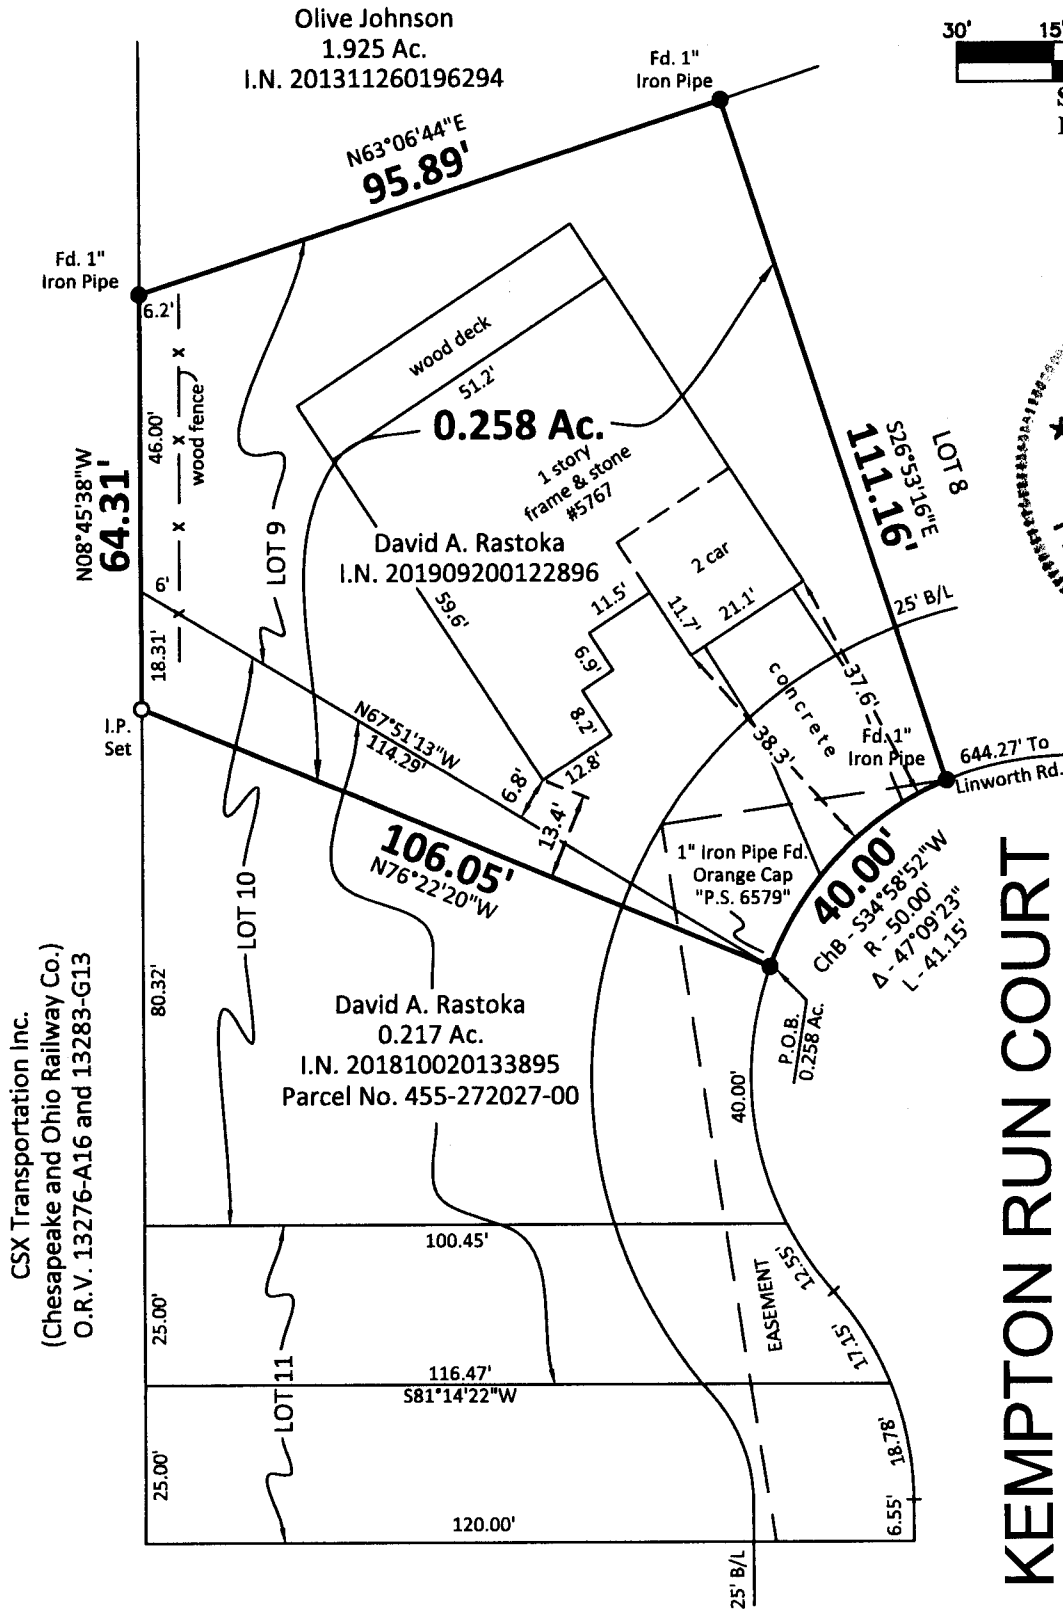 Olive Johnson
1.925 Ac.
I.N. 201311260196294
Fd. 1"
Iron Pipe
30'
15'
N63°06'44"E
95.89'
Fd. 1"
Iron Pipe
6.2'
wood fence
46.00'
N08°45'38"W
64.31'
6'
18.31'
I.P.
Set
LOT 9
wood deck
51.2'
0.258 Ac.
1 story
frame & stone
#5767
David A. Rastoka
I.N. 201909200122896
59.6'
2 car
11.5'
11.7'
21.1'
6.9'
8.2'
12.8'
6.8'
13.4'
LOT 8
S26°53'16"E
111.16'
25' B/L
concrete
37.6'
38.3'
Fd. 1"
Iron Pipe
644.27' To
Linworth Rd.
N67°51'13"W
114.29'
106.05'
N76°22'20"W
1" Iron Pipe Fd.
Orange Cap
"P.S. 6579"
40.00'
ChB - S34°58'52"W
R - 50.00'
Δ - 47°09'23"
L - 41.15'
P.O.B.
0.258 Ac.
LOT 10
80.32'
CSX Transportation Inc.
(Chesapeake and Ohio Railway Co.)
O.R.V. 13276-A16 and 13283-G13
David A. Rastoka
0.217 Ac.
I.N. 201810020133895
Parcel No. 455-272027-00
40.00'
100.45'
12.55'
EASEMENT
17.15'
25.00'
LOT 11
116.47'
S81°14'22"W
18.78'
25.00'
120.00'
6.55'
25' B/L
KEMPTON RUN COURT